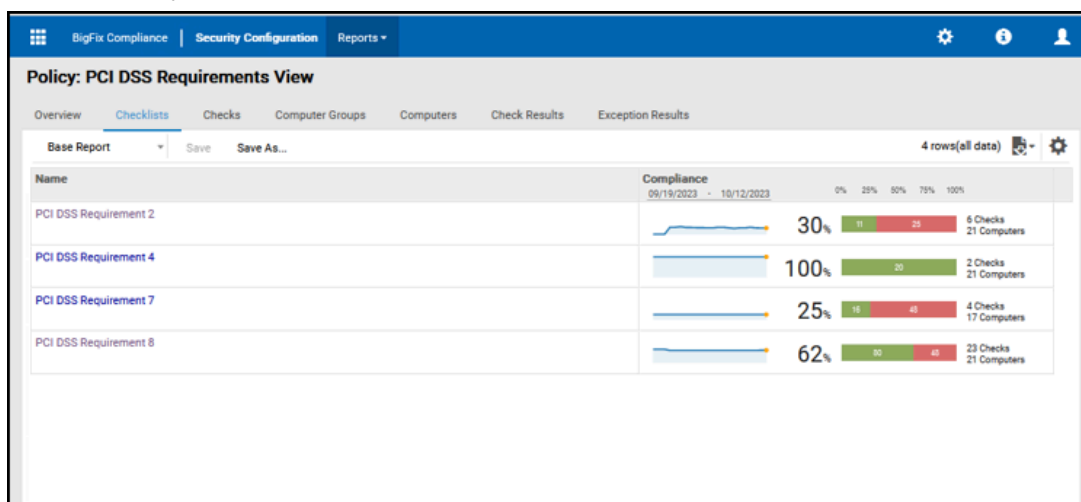 BigFix Compliance | Security Configuration Reports
Policy: PCI DSS Requirements View
Overview Checklists Checks Computer Groups Computers Check Results Exception Results
Base Report Save Save As... 4 rows(all data)
Name Compliance
09/19/2023 - 10/12/2023 0% 25% 50% 75% 100%
PCI DSS Requirement 2 30% 11 25 6 Checks
21 Computers
PCI DSS Requirement 4 100% 20 2 Checks
21 Computers
PCI DSS Requirement 7 25% 4 Checks
17 Computers
PCI DSS Requirement 8 62% 23 Checks
21 Computers